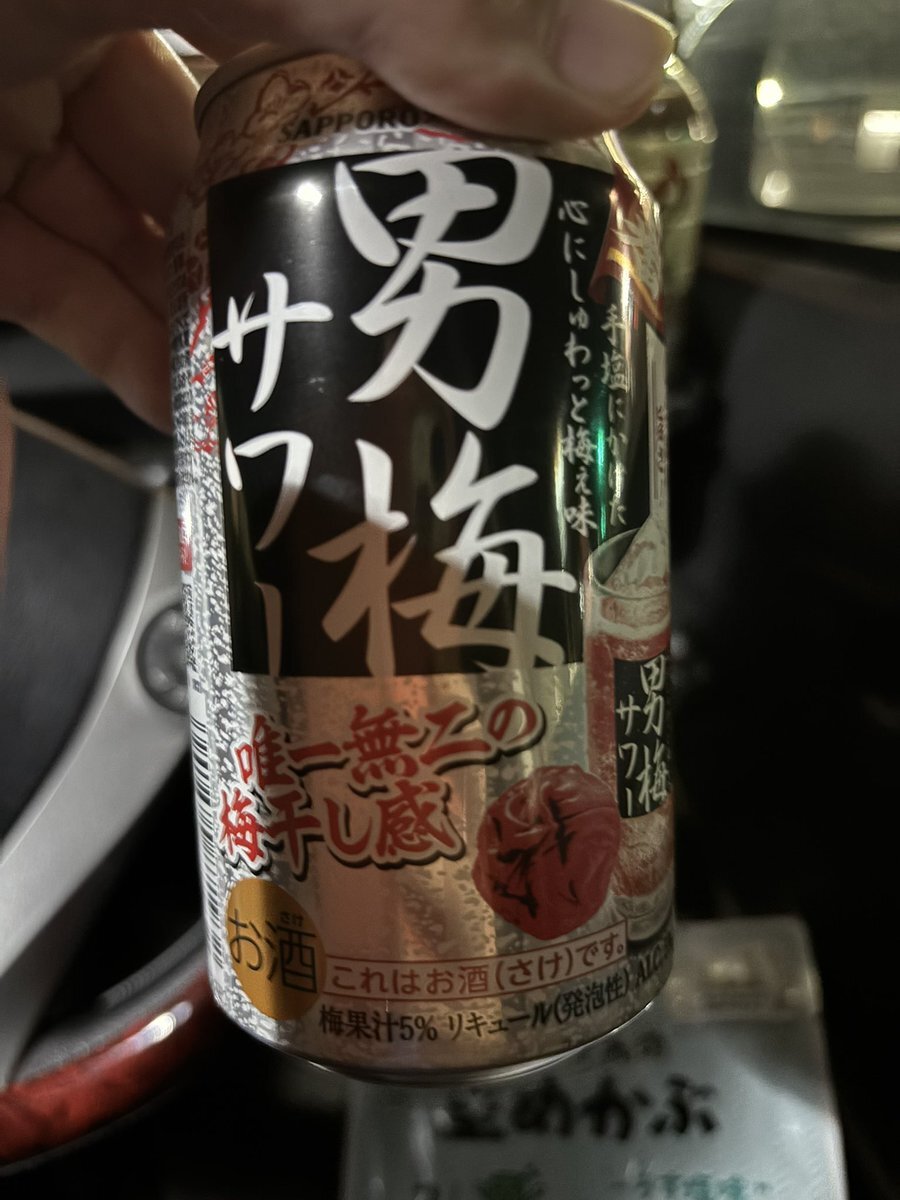 SAPPORO
男梅
サワー
心にしゅわっと梅え味
手塩にかけた
男梅
サワー
唯一無二の
梅干し感
さけ
お酒
これはお酒(さけ)です。
梅果汁5% リキュール(発泡性) ALC.
めかぶ